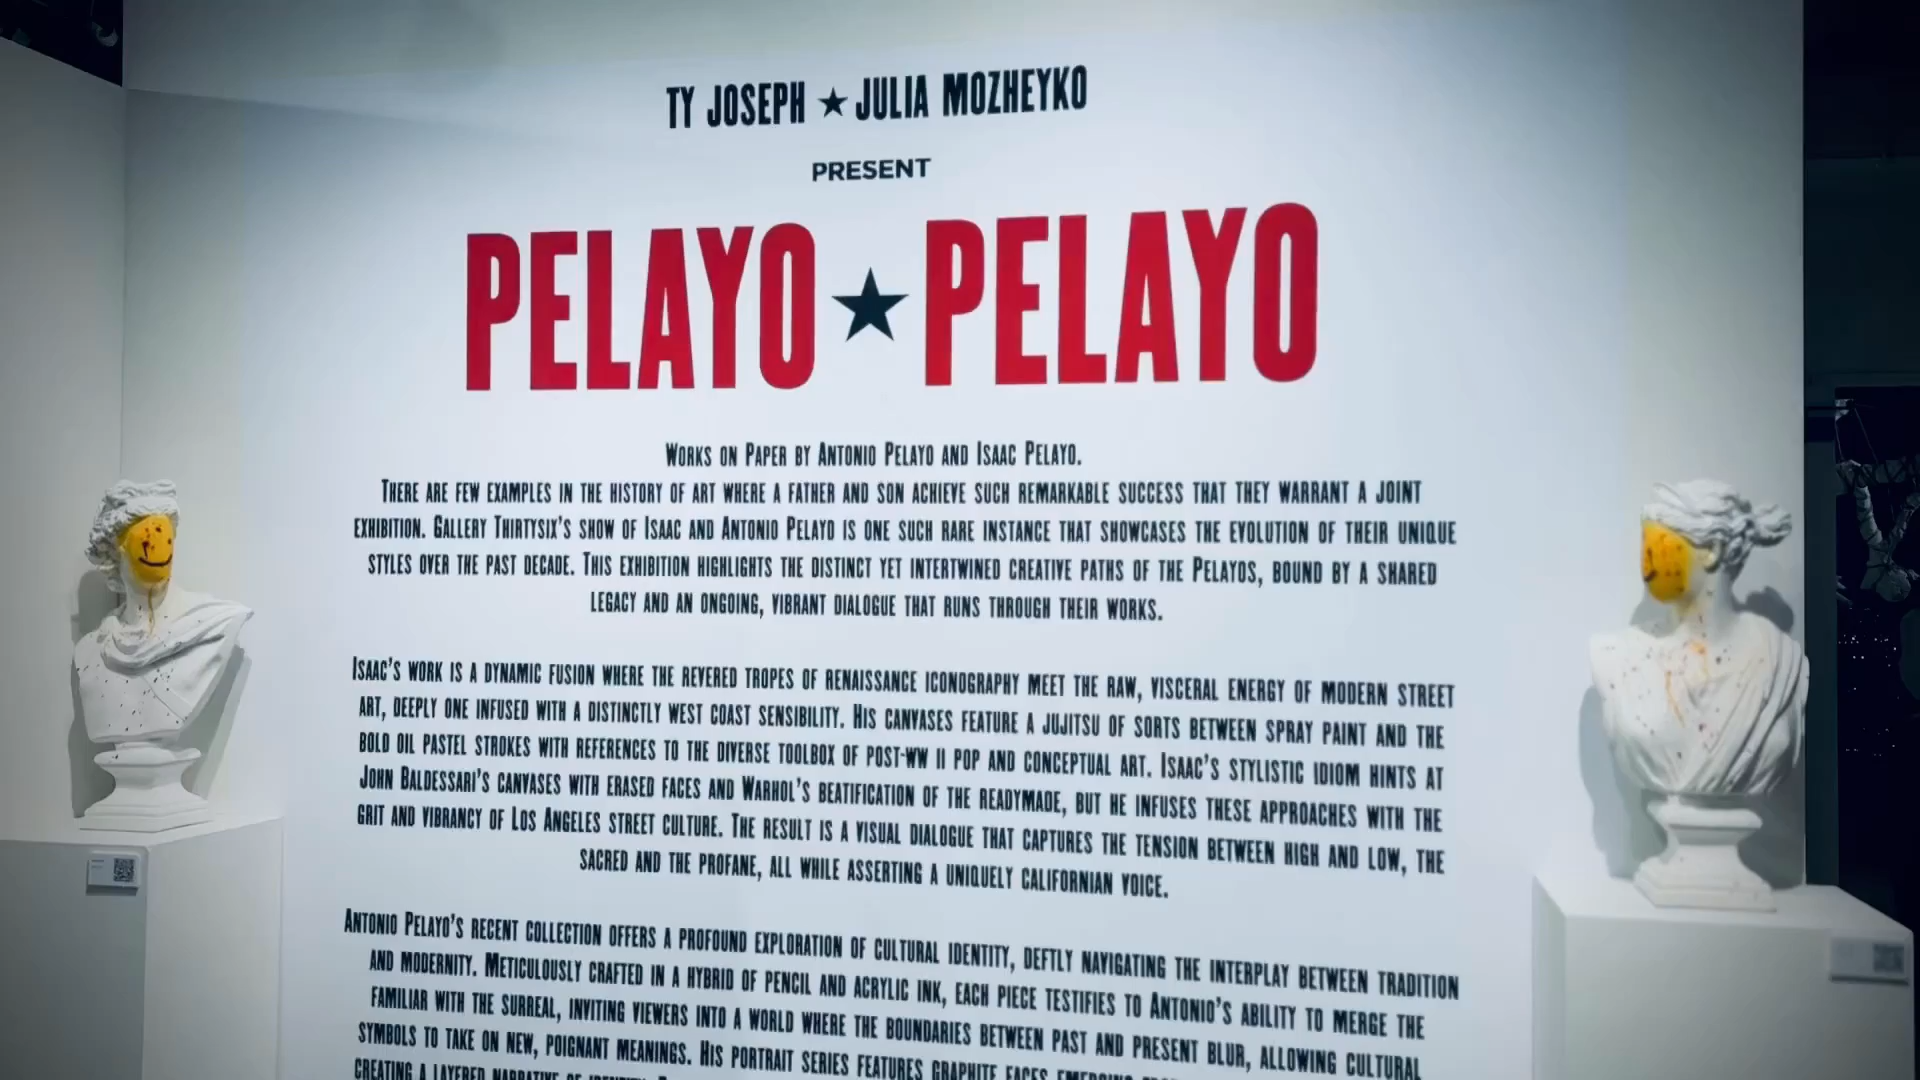 TY JOSEPH ★ JULIA MOZHEYKO
PRESENT
PELAYO ★ PELAYO
WORKS ON PAPER BY ANTONIO PELAYO AND ISAAC PELAYO.
THERE ARE FEW EXAMPLES IN THE HISTORY OF ART WHERE A FATHER AND SON ACHIEVE SUCH REMARKABLE SUCCESS THAT THEY WARRANT A JOINT
EXHIBITION. GALLERY THIRTYSIX'S SHOW OF ISAAC AND ANTONIO PELAYO IS ONE SUCH RARE INSTANCE THAT SHOWCASES THE EVOLUTION OF THEIR UNIQUE
STYLES OVER THE PAST DECADE. THIS EXHIBITION HIGHLIGHTS THE DISTINCT YET INTERTWINED CREATIVE PATHS OF THE PELAYOS, BOUND BY A SHARED
LEGACY AND AN ONGOING, VIBRANT DIALOGUE THAT RUNS THROUGH THEIR WORKS.
ISAAC'S WORK IS A DYNAMIC FUSION WHERE THE REVERED TROPES OF RENAISSANCE ICONOGRAPHY MEET THE RAW, VISCERAL ENERGY OF MODERN STREET
ART, DEEPLY ONE INFUSED WITH A DISTINCTLY WEST COAST SENSIBILITY. HIS CANVASES FEATURE A JUJITSU OF SORTS BETWEEN SPRAY PAINT AND THE
BOLD OIL PASTEL STROKES WITH REFERENCES TO THE DIVERSE TOOLBOX OF POST-WW II POP AND CONCEPTUAL ART. ISAAC'S STYLISTIC IDIOM HINTS AT
JOHN BALDESSARI'S CANVASES WITH ERASED FACES AND WARHOL'S BEATIFICATION OF THE READYMADE, BUT HE INFUSES THESE APPROACHES WITH THE
GRIT AND VIBRANCY OF LOS ANGELES STREET CULTURE. THE RESULT IS A VISUAL DIALOGUE THAT CAPTURES THE TENSION BETWEEN HIGH AND LOW, THE
SACRED AND THE PROFANE, ALL WHILE ASSERTING A UNIQUELY CALIFORNIAN VOICE.
ANTONIO PELAYO'S RECENT COLLECTION OFFERS A PROFOUND EXPLORATION OF CULTURAL IDENTITY, DEFTLY NAVIGATING THE INTERPLAY BETWEEN TRADITION
AND MODERNITY. METICULOUSLY CRAFTED IN A HYBRID OF PENCIL AND ACRYLIC INK, EACH PIECE TESTIFIES TO ANTONIO'S ABILITY TO MERGE THE
FAMILIAR WITH THE SURREAL, INVITING VIEWERS INTO A WORLD WHERE THE BOUNDARIES BETWEEN PAST AND PRESENT BLUR, ALLOWING CULTURAL
SYMBOLS TO TAKE ON NEW, POIGNANT MEANINGS. HIS PORTRAIT SERIES FEATURES GRAPHITE FACES EMERGING
CREATING A LAYERED NARRATIVE OF